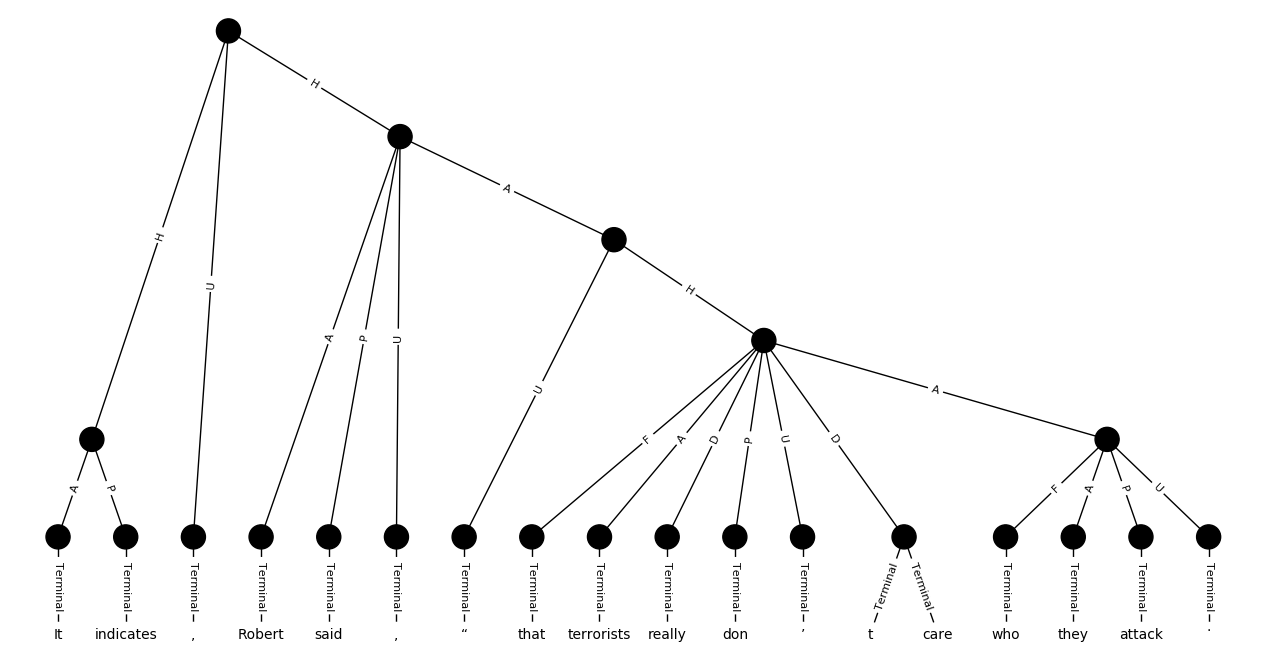 H
H
A
H
U
H
A
P
U
U
A
F
A
D
P
U
D
A
P
F
A
P
U
Terminal Terminal Terminal Terminal Terminal Terminal Terminal Terminal Terminal Terminal Terminal Terminal Terminal Terminal Terminal Terminal Terminal Terminal
It indicates , Robert said , “ that terrorists really don ’ t care who they attack .